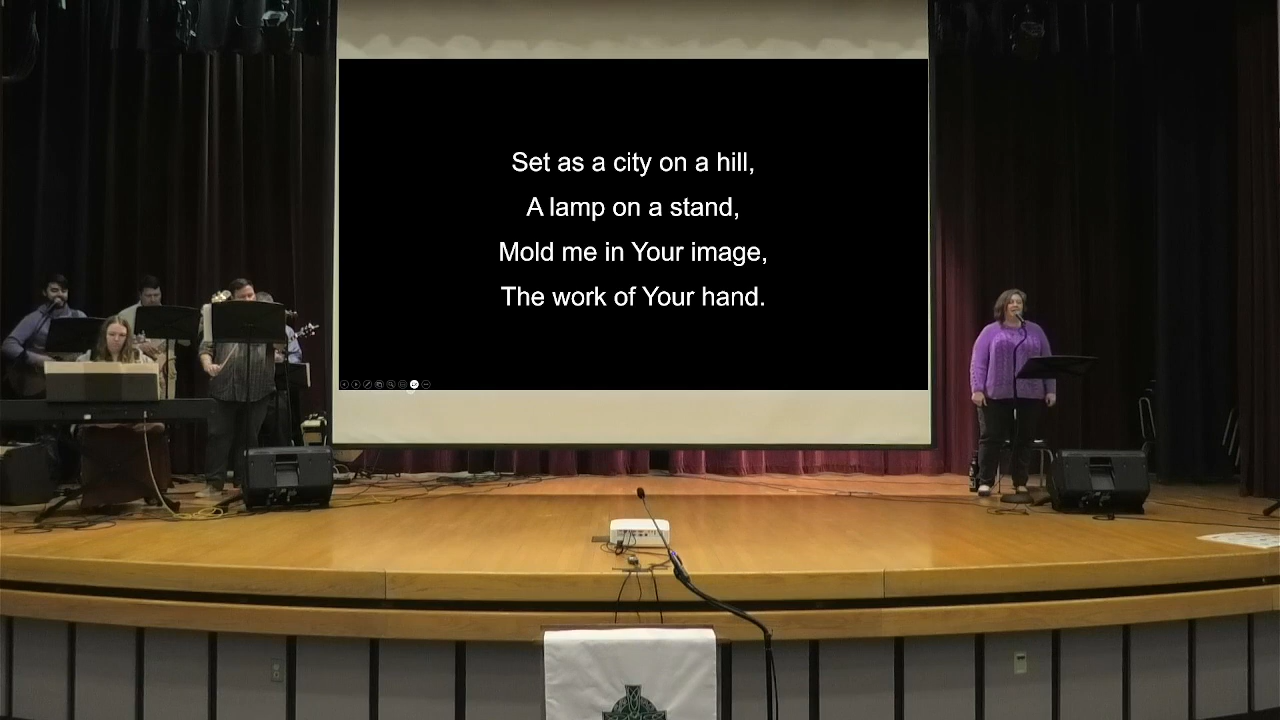 Set as a city on a hill,
A lamp on a stand,
Mold me in Your image,
The work of Your hand.